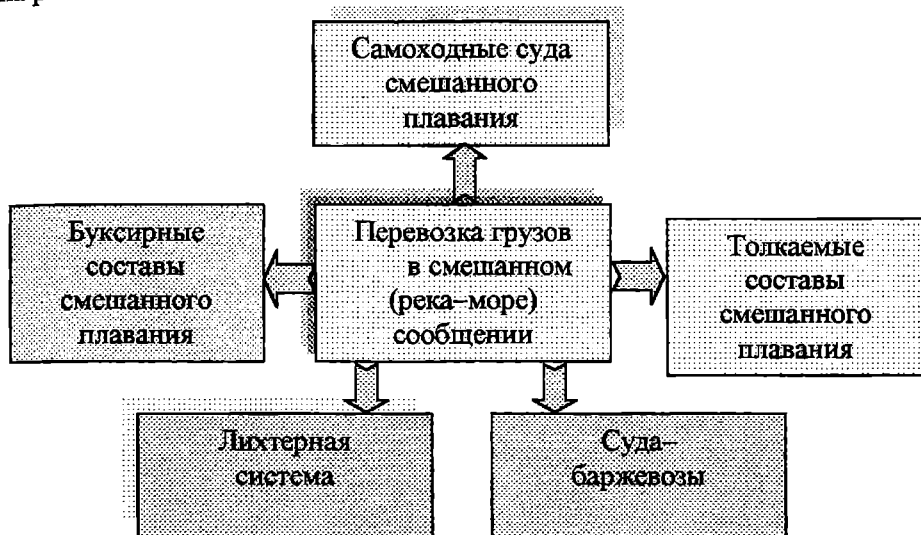 Самоходные суда
смешанного
плавания
Буксирные
составы
смешанного
плавания
Перевозка грузов
в смешанном
(река–море)
сообщении
Толкаемые
составы
смешанного
плавания
Лихтерная
система
Суда–
баржевозы